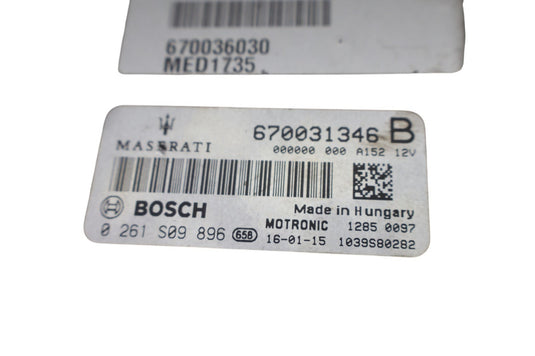 670036030
MED1735
MASERATI
670031346 B
000000 000 A152 12V
BOSCH
Made in Hungary
MOTRONIC 1285 0097
0 261 S09 896 658 16-01-15 1039S80282